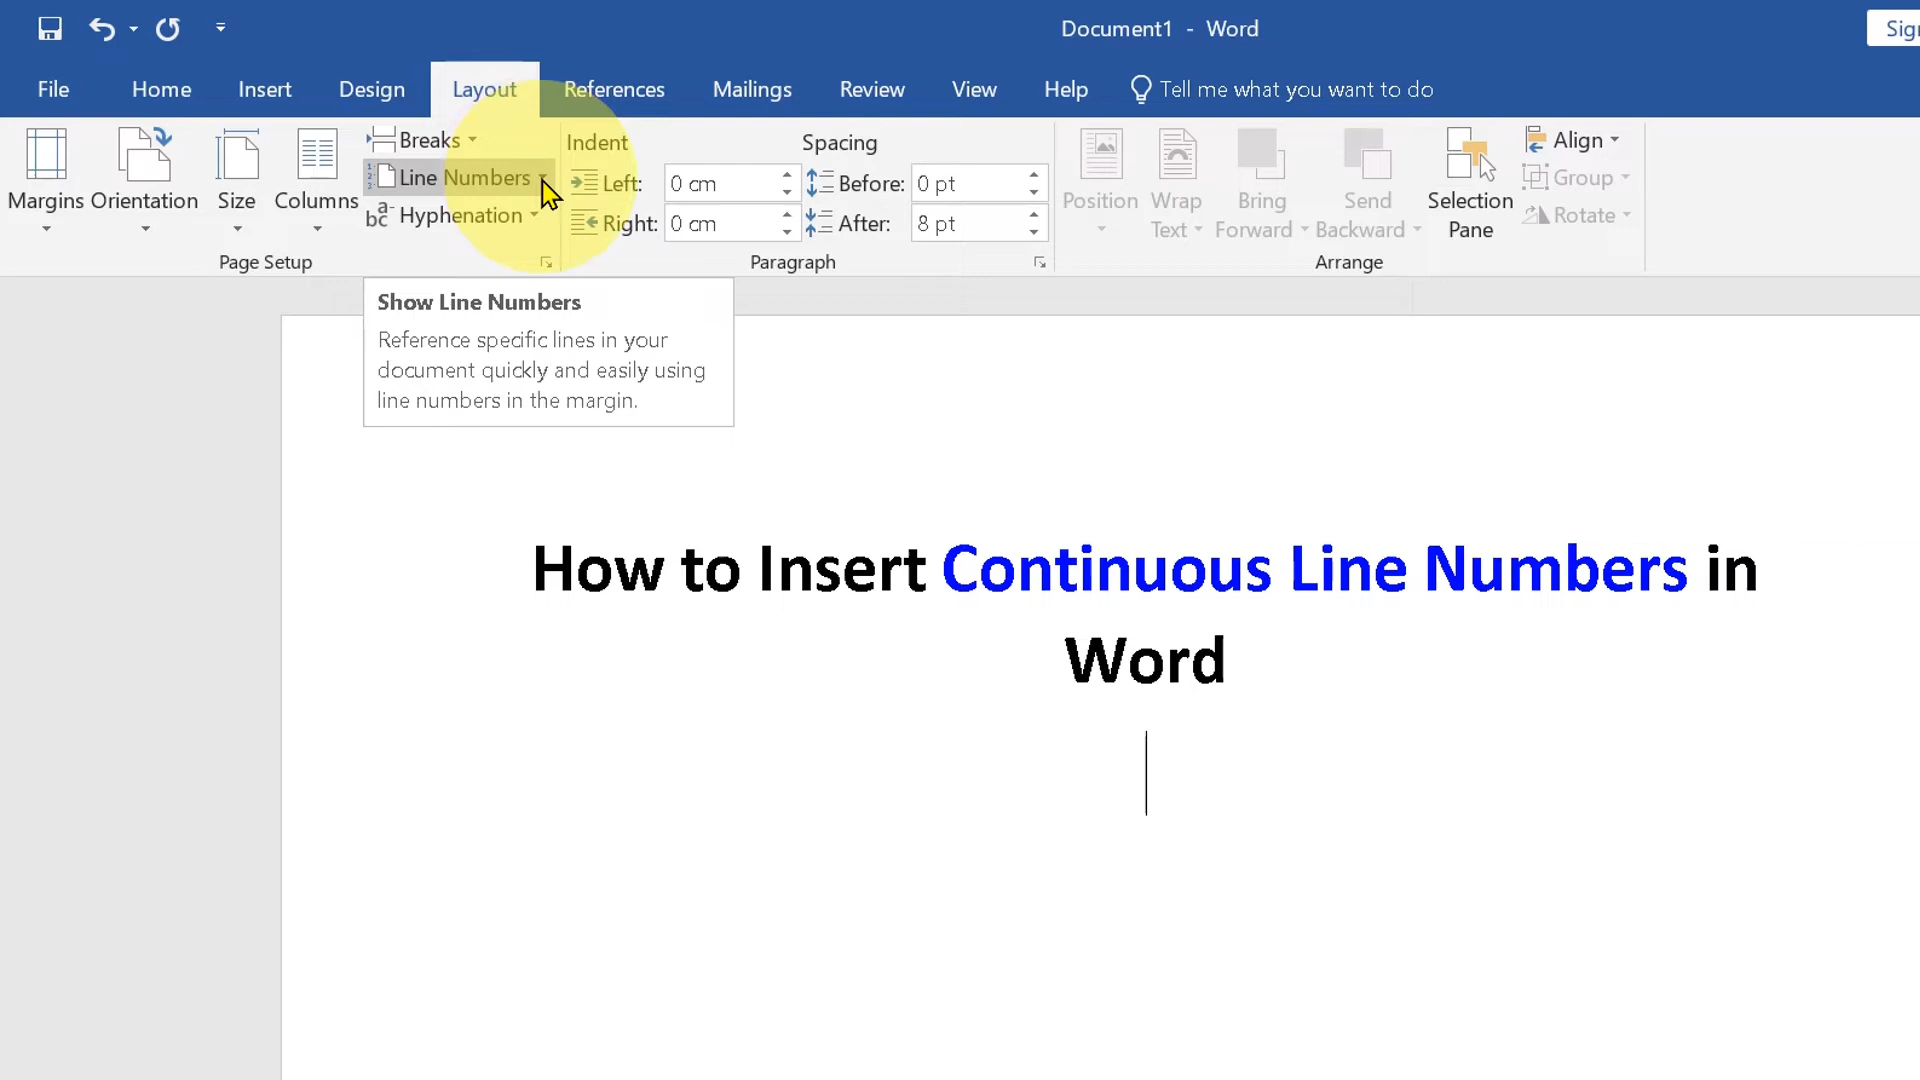 Document1 - Word
Sig
File Home Insert Design Layout References Mailings Review View Help Tell me what you want to do
Margins Orientation Size Columns
Breaks
Line Numbers
Hyphenation
Page Setup
Indent Spacing
Left: 0 cm Before: 0 pt
Right: 0 cm After: 8 pt
Paragraph
Position Wrap Text Bring Forward Send Backward Selection Pane
Align
Group
Rotate
Arrange
Show Line Numbers
Reference specific lines in your
document quickly and easily using
line numbers in the margin.
How to Insert Continuous Line Numbers in
Word